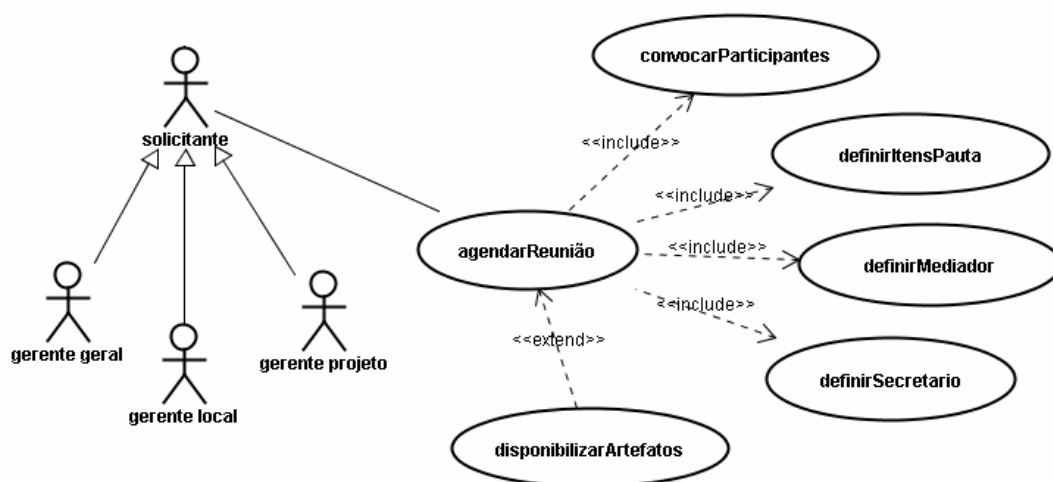 convocarParticipantes
solicitante
<<include>>
definirItensPauta
<<include>>
agendarReunião
<<include>>
definirMediador
<<include>>
gerente geral
gerente projeto
<<extend>>
gerente local
definirSecretario
disponibilizarArtefatos